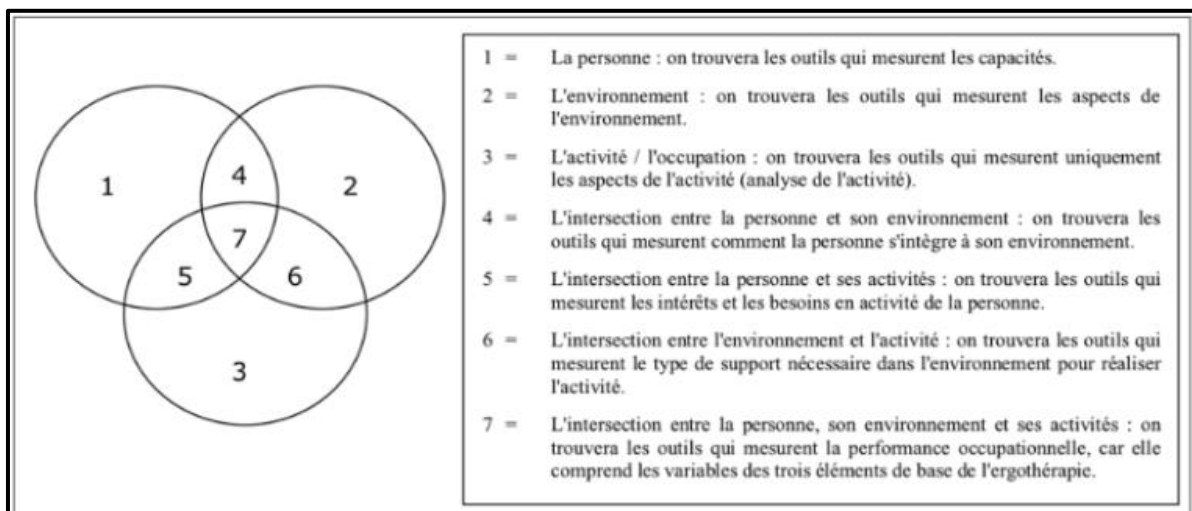 1
4
2
7
5
6
3
1 = La personne : on trouvera les outils qui mesurent les capacités.
2 = L'environnement : on trouvera les outils qui mesurent les aspects de
l'environnement.
3 = L'activité / l'occupation : on trouvera les outils qui mesurent uniquement
les aspects de l'activité (analyse de l'activité).
4 = L'intersection entre la personne et son environnement : on trouvera les
outils qui mesurent comment la personne s'intègre à son environnement.
5 = L'intersection entre la personne et ses activités : on trouvera les outils qui
mesurent les intérêts et les besoins en activité de la personne.
6 = L'intersection entre l'environnement et l'activité : on trouvera les outils qui
mesurent le type de support nécessaire dans l'environnement pour réaliser
l'activité.
7 = L'intersection entre la personne, son environnement et ses activités : on
trouvera les outils qui mesurent la performance occupationnelle, car elle
comprend les variables des trois éléments de base de l'ergothérapie.